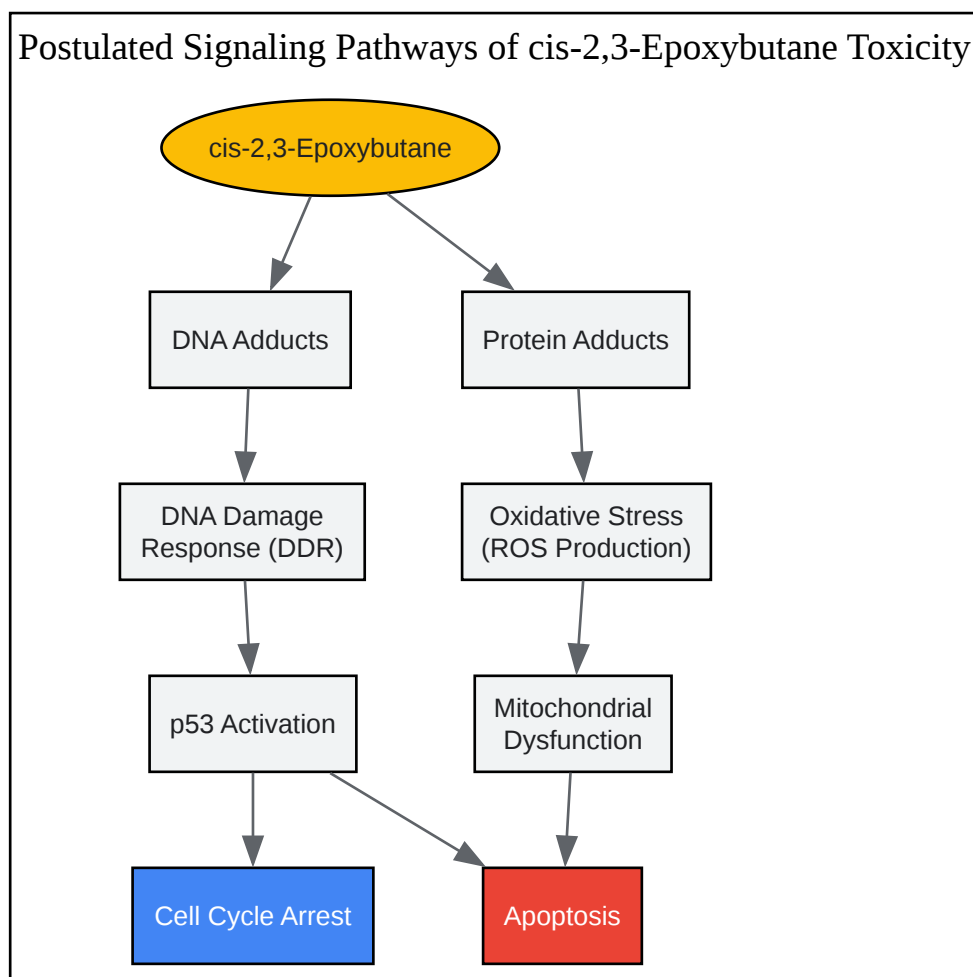 Postulated Signaling Pathways of cis-2,3-Epoxybutane Toxicity
cis-2,3-Epoxybutane
DNA Adducts
Protein Adducts
DNA Damage
Response (DDR)
Oxidative Stress
(ROS Production)
p53 Activation
Mitochondrial
Dysfunction
Cell Cycle Arrest
Apoptosis